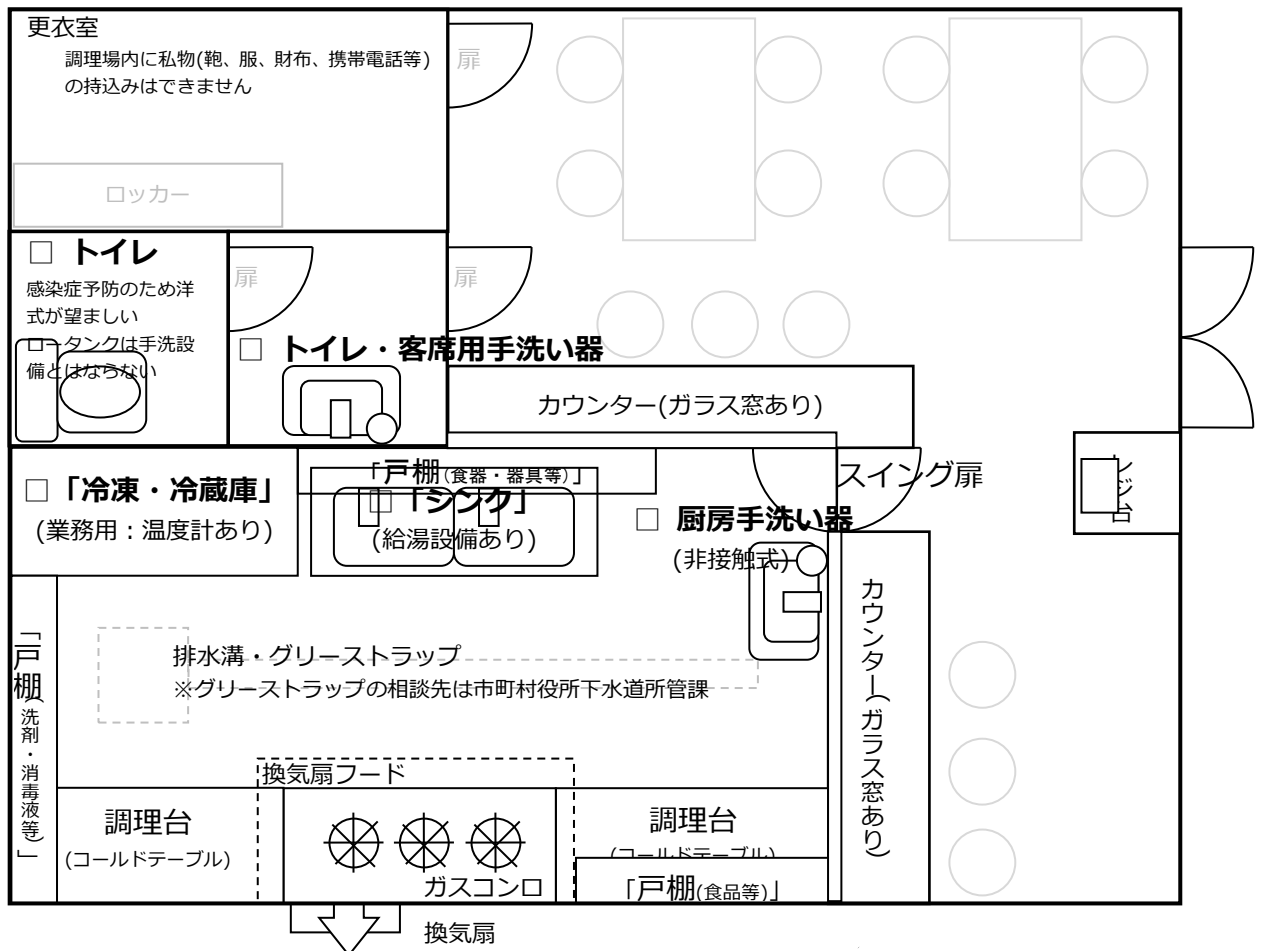 更衣室
調理場内に私物(鞄、服、財布、携帯電話等)
の持込みはできません
扉
ロッカー
□ トイレ
感染症予防のため洋
式が望ましい
ロータンクは手洗設
備とはならない
扉
扉
□ トイレ・客席用手洗い器
カウンター(ガラス窓あり)
「戸棚(食器・器具等)」
スイング扉
レジ台
□「冷凍・冷蔵庫」
(業務用：温度計あり)
□ 「シンク」
(給湯設備あり)
□ 厨房手洗い器
(非接触式)
カウンター(ガラス窓あり)
「戸棚(洗剤・消毒液等)」
排水溝・グリーストラップ
※グリーストラップの相談先は市町村役所下水道所管課
換気扇フード
調理台
(コールドテーブル)
ガスコンロ
調理台
(コールドテーブル)
「戸棚(食品等)」
換気扇